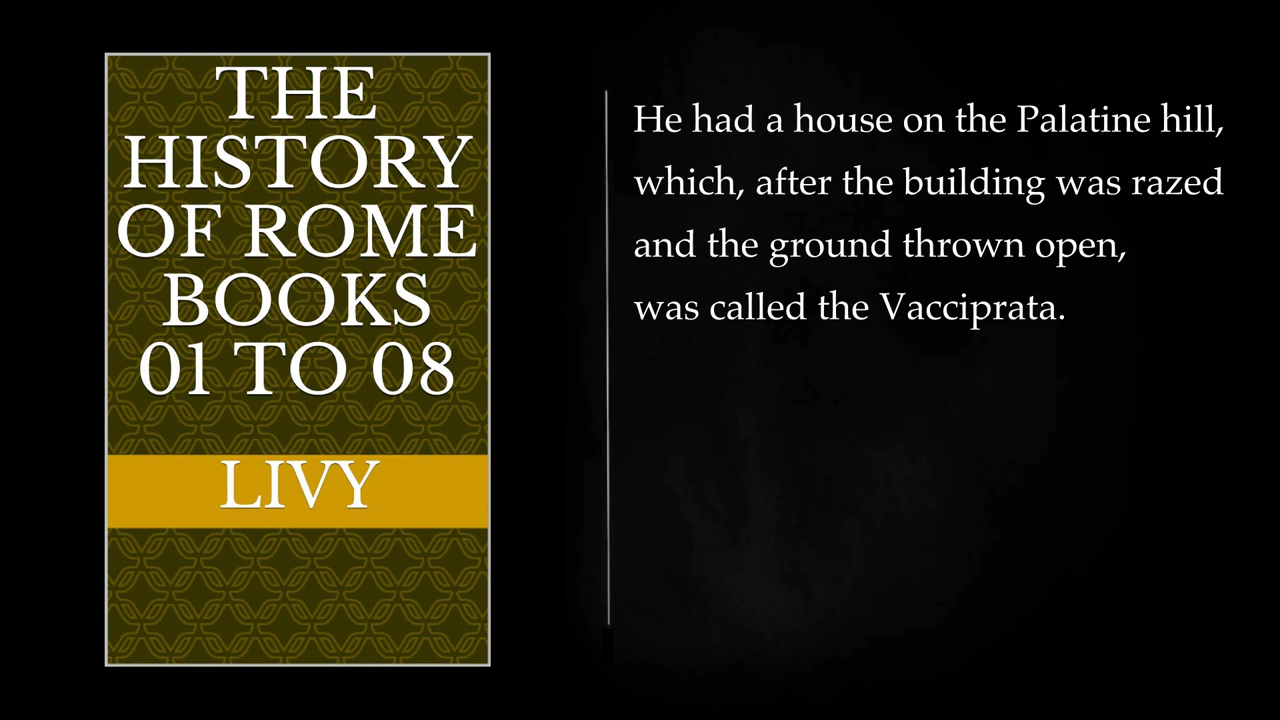 THE
HISTORY
OF ROME
BOOKS
01 TO 08
LIVY
He had a house on the Palatine hill,
which, after the building was razed
and the ground thrown open,
was called the Vacciprata.